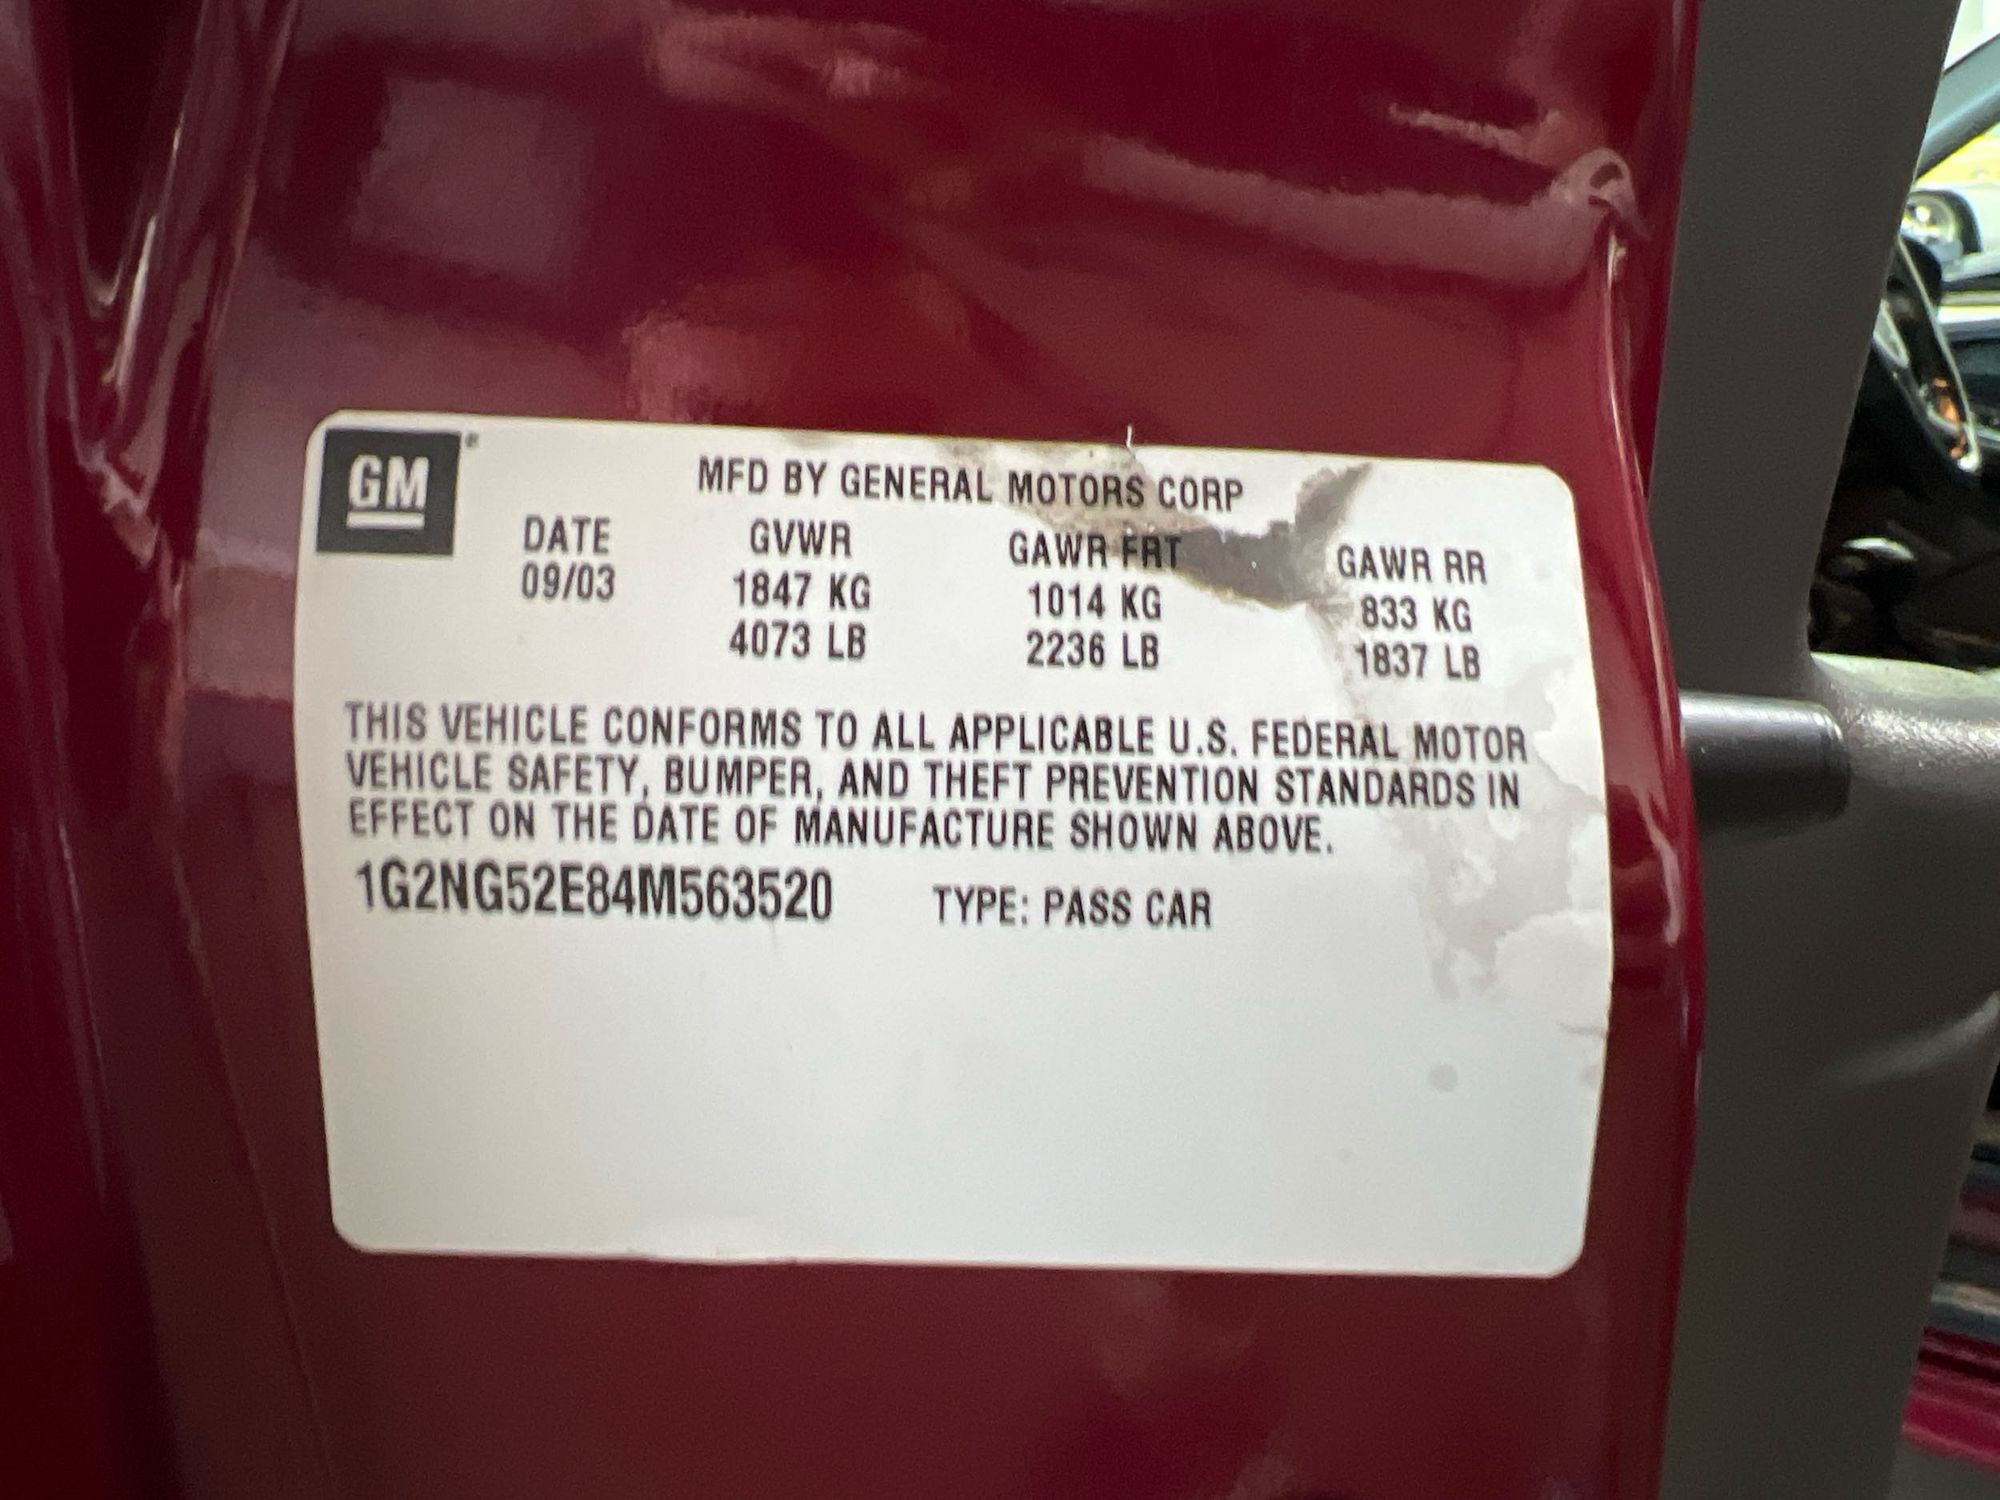 GM®
MFD BY GENERAL MOTORS CORP
DATE GVWR GAWR FRT GAWR RR
09/03 1847 KG 1014 KG 833 KG
4073 LB 2236 LB 1837 LB
THIS VEHICLE CONFORMS TO ALL APPLICABLE U.S. FEDERAL MOTOR
VEHICLE SAFETY, BUMPER, AND THEFT PREVENTION STANDARDS IN
EFFECT ON THE DATE OF MANUFACTURE SHOWN ABOVE.
1G2NG52E84M563520 TYPE: PASS CAR